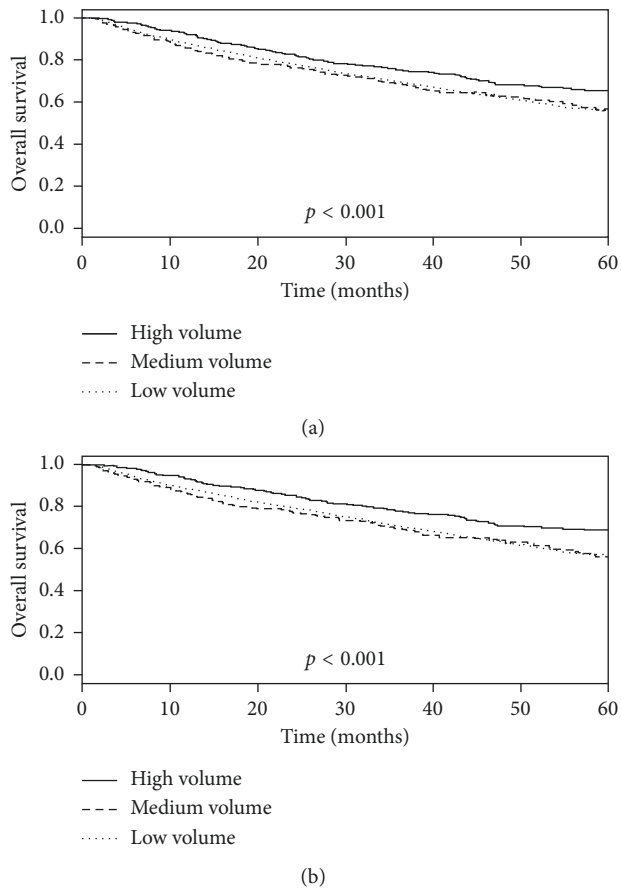 1.0
0.8
0.6
0.4
0.2
0.0
Overall survival
p < 0.001
0 10 20 30 40 50 60
Time (months)
High volume
Medium volume
Low volume
(a)
1.0
0.8
0.6
0.4
0.2
0.0
Overall survival
p < 0.001
0 10 20 30 40 50 60
Time (months)
High volume
Medium volume
Low volume
(b)